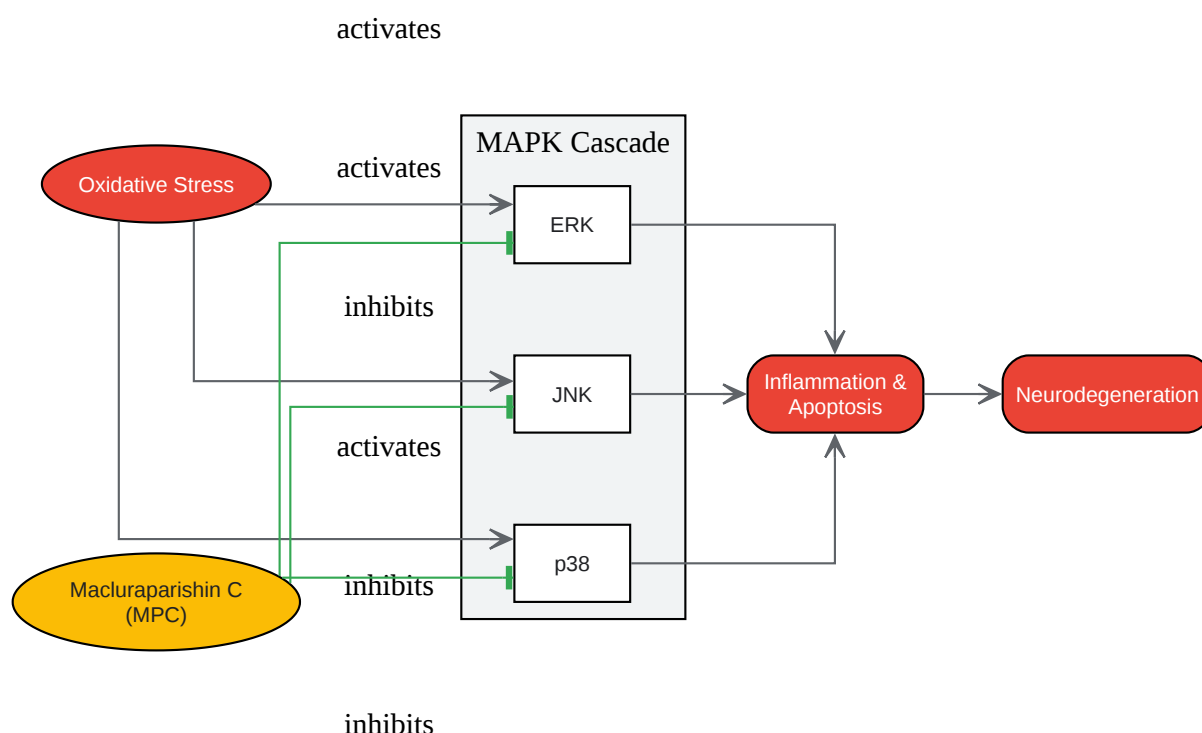 activates
MAPK Cascade
activates
Oxidative Stress
ERK
inhibits
JNK
Inflammation &
Apoptosis
Neurodegeneration
activates
p38
Macluraparishin C
(MPC)
inhibits
inhibits